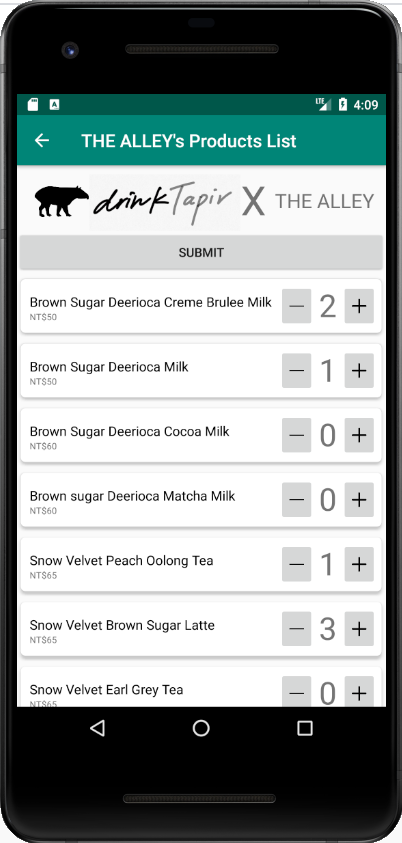 LTE 4:09
THE ALLEY's Products List
drinkTapir X THE ALLEY
SUBMIT
Brown Sugar Deerioca Creme Brulee Milk
NT$50
— 2 +
Brown Sugar Deerioca Milk
NT$50
— 1 +
Brown Sugar Deerioca Cocoa Milk
NT$60
— 0 +
Brown sugar Deerioca Matcha Milk
NT$60
— 0 +
Snow Velvet Peach Oolong Tea
NT$65
— 1 +
Snow Velvet Brown Sugar Latte
NT$65
— 3 +
Snow Velvet Earl Grey Tea
NT$65
— 0 +